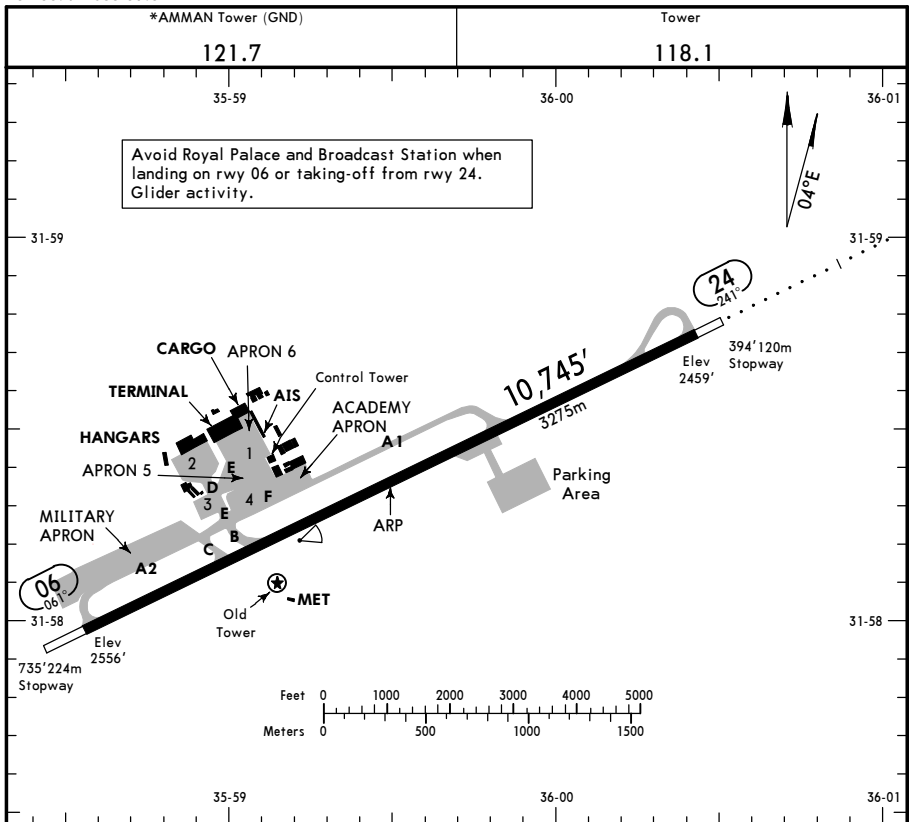 *AMMAN Tower (GND)
121.7
Tower
118.1
35-59
36-00
36-01
Avoid Royal Palace and Broadcast Station when
landing on rwy 06 or taking-off from rwy 24.
Glider activity.
04°E
31-59
31-59
24
241°
394'120m
Stopway
Elev
2459'
10,745'
3275m
CARGO
APRON 6
Control Tower
TERMINAL
AIS
ACADEMY
APRON
HANGARS
A1
1
2
E
APRON 5
D
3
4
F
E
B
C
Parking
Area
ARP
MILITARY
APRON
A2
06
061°
MET
Old
Tower
31-58
31-58
Elev
2556'
735'224m
Stopway
Feet 0 1000 2000 3000 4000 5000
Meters 0 500 1000 1500
35-59
36-00
36-01